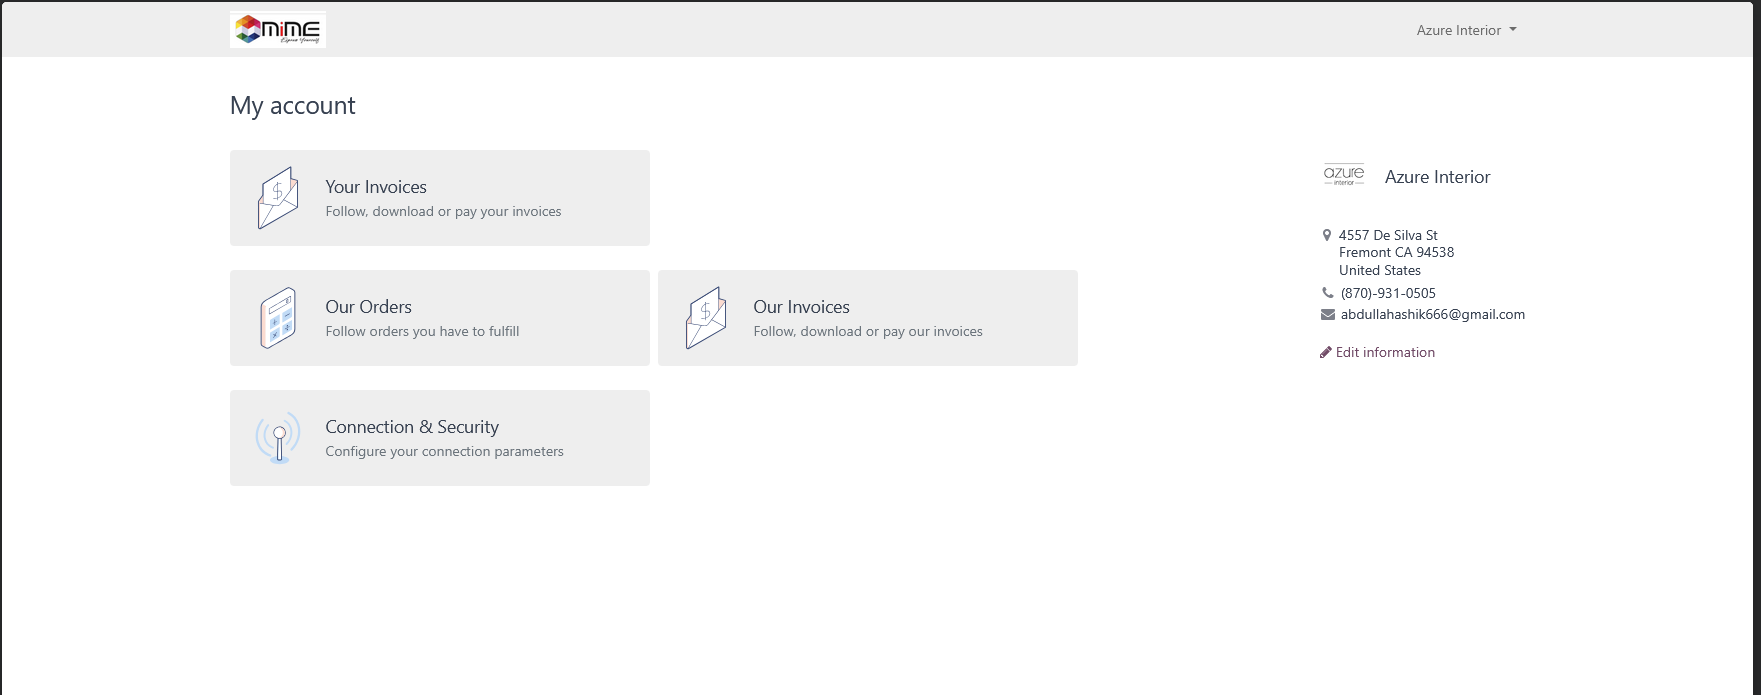 MIME
Express Yourself
Azure Interior
My account
Your Invoices
Follow, download or pay your invoices
Our Orders
Follow orders you have to fulfill
Our Invoices
Follow, download or pay our invoices
Connection & Security
Configure your connection parameters
azure
interior
Azure Interior
4557 De Silva St
Fremont CA 94538
United States
(870)-931-0505
abdullahashik666@gmail.com
Edit information